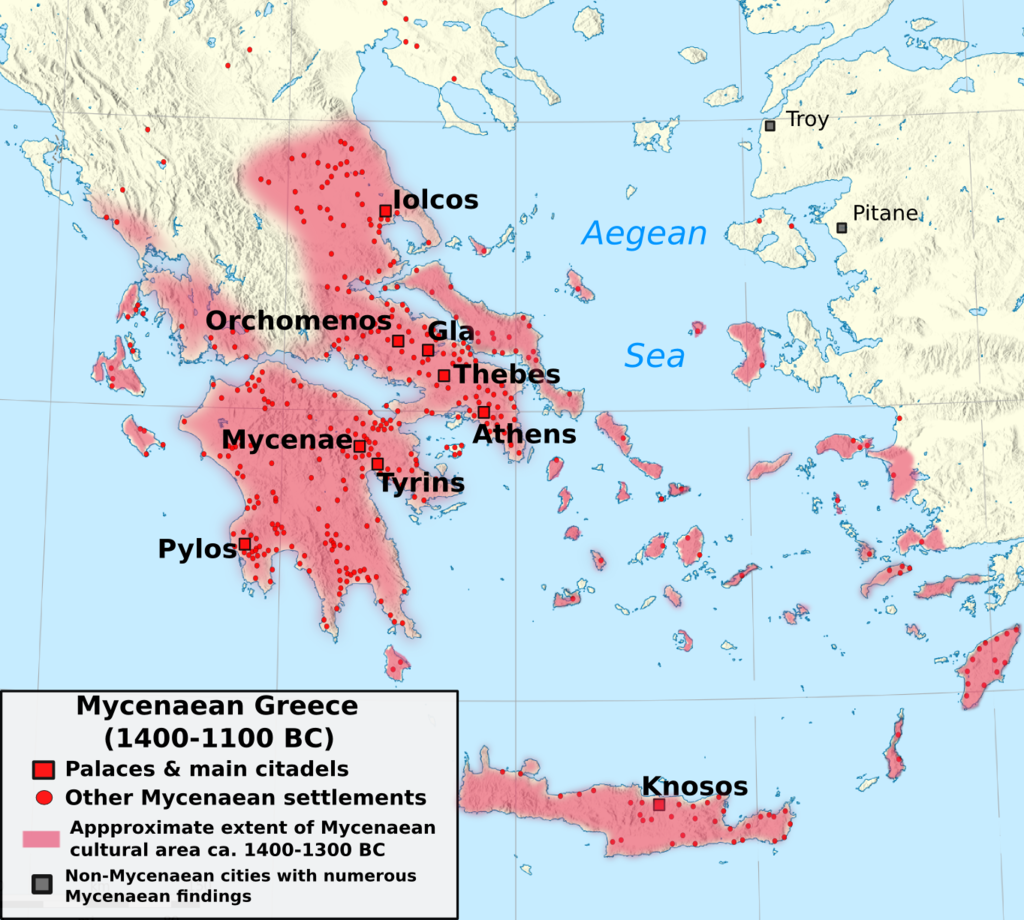 Troy
Iolcos
Pitane
Aegean
Orchomenos
Gla
Sea
Thebes
Athens
Mycenae
Tyrins
Pylos
Knosos
Mycenaean Greece
(1400-1100 BC)
Palaces & main citadels
Other Mycenaean settlements
Appproximate extent of Mycenaean
cultural area ca. 1400-1300 BC
Non-Mycenaean cities with numerous
Mycenaean findings